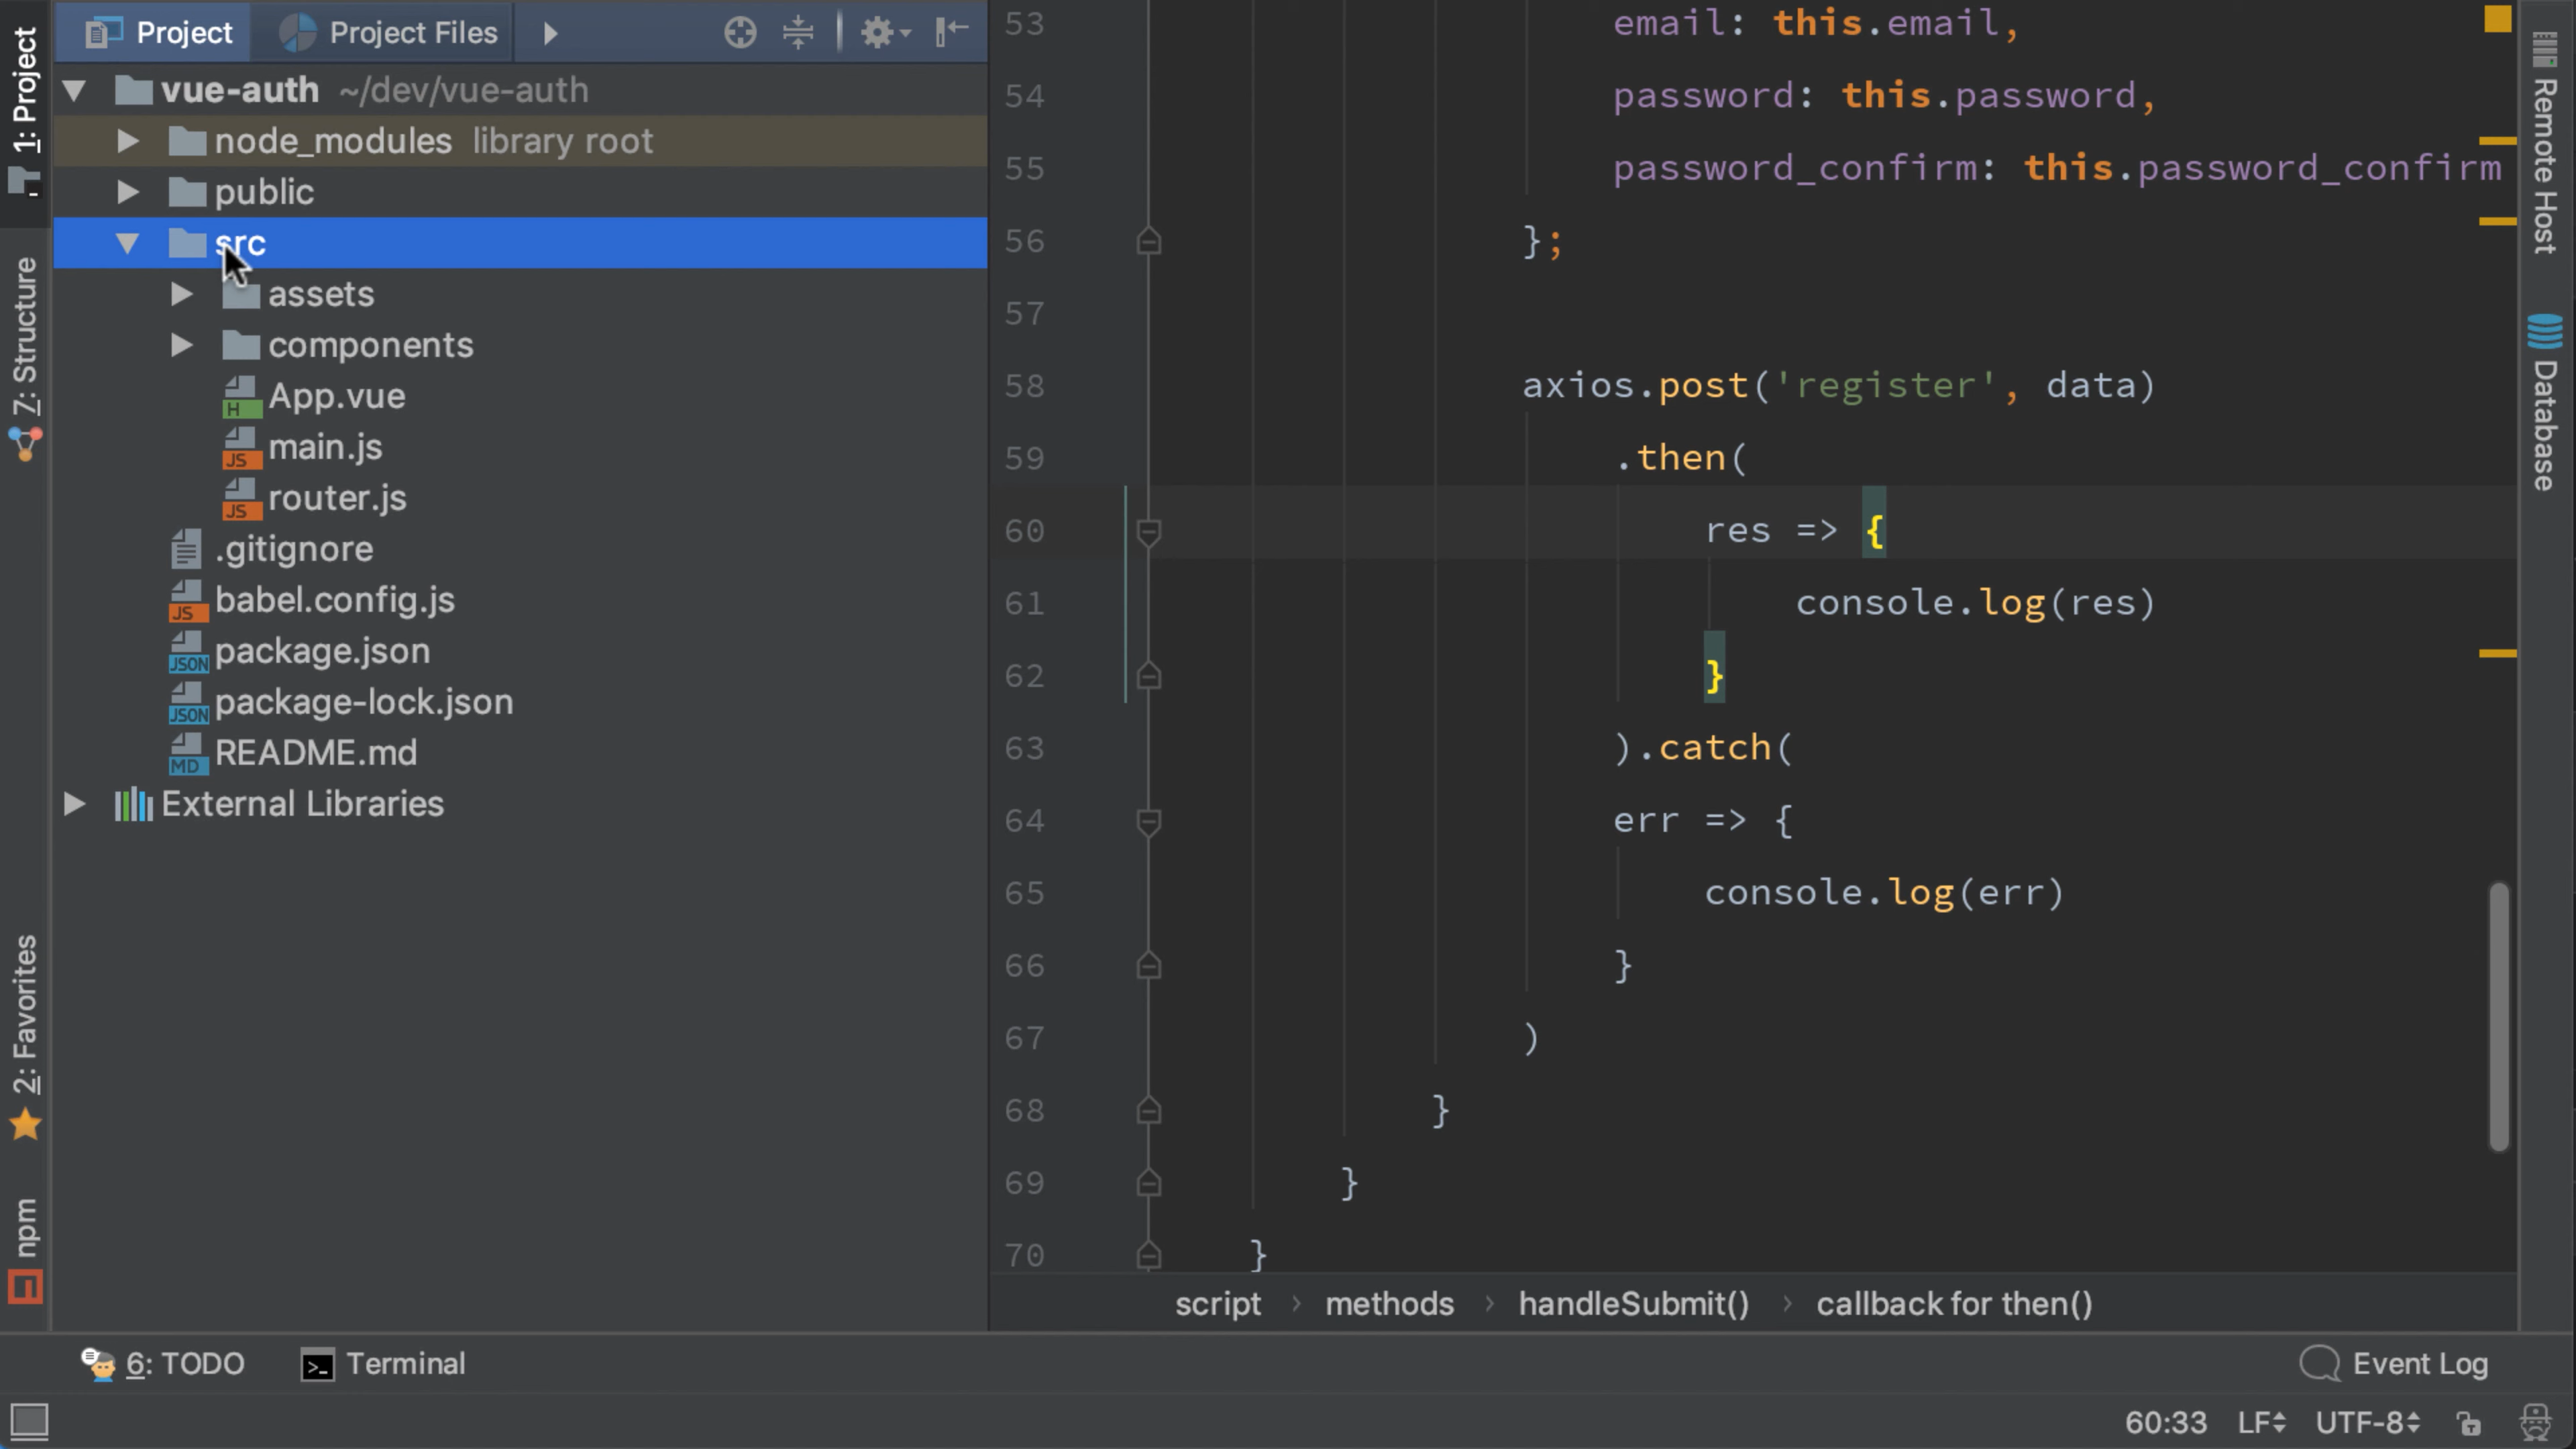 1: Project
7: Structure
2: Favorites
npm
Project
Project Files
vue-auth ~/dev/vue-auth
node_modules library root
public
src
assets
components
App.vue
main.js
router.js
.gitignore
babel.config.js
package.json
package-lock.json
README.md
External Libraries
53 email: this.email,
54 password: this.password,
55 password_confirm: this.password_confirm
56 };
57
58 axios.post('register', data)
59 .then(
60 res => {
61 console.log(res)
62 }
63 ).catch(
64 err => {
65 console.log(err)
66 }
67 )
68 }
69 }
70 }
script › methods › handleSubmit() › callback for then()
Remote Host
Database
6: TODO
Terminal
Event Log
60:33 LF UTF-8